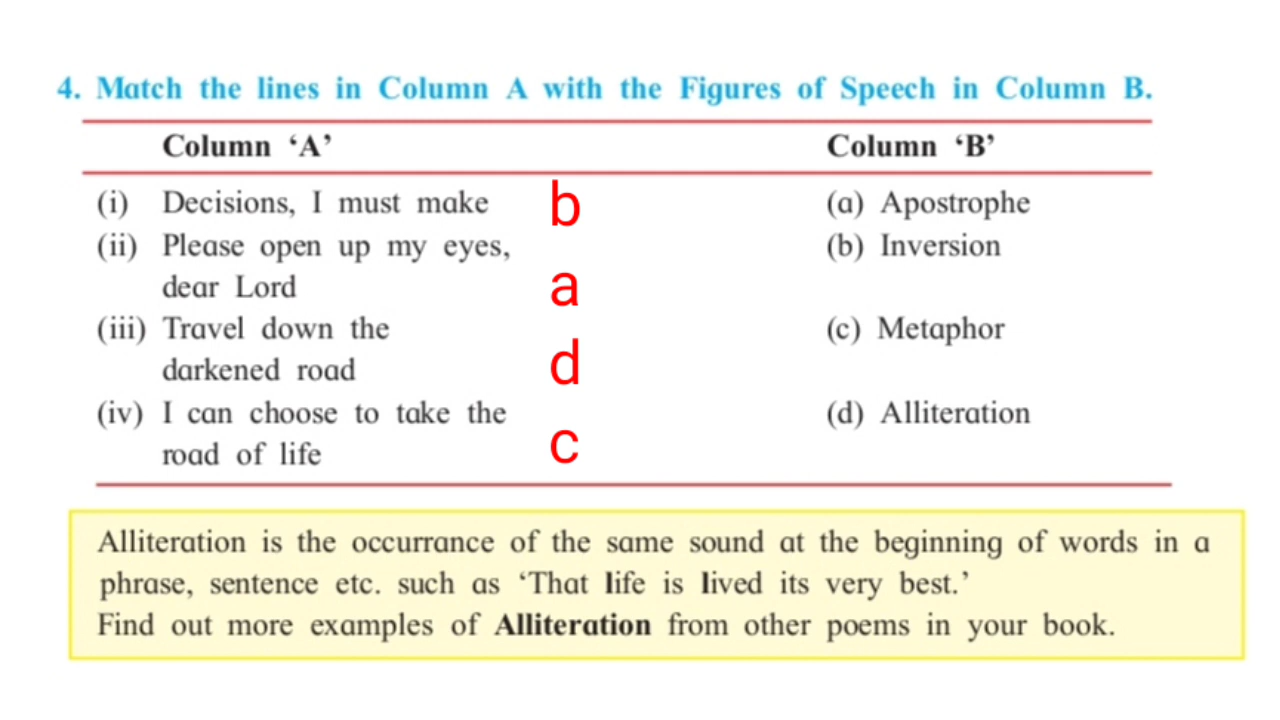 4. Match the lines in Column A with the Figures of Speech in Column B.
Column ‘A’ Column ‘B’
(i) Decisions, I must make b (a) Apostrophe
(ii) Please open up my eyes, (b) Inversion
dear Lord a
(iii) Travel down the (c) Metaphor
darkened road d
(iv) I can choose to take the (d) Alliteration
road of life c
Alliteration is the occurrance of the same sound at the beginning of words in a
phrase, sentence etc. such as ‘That life is lived its very best.’
Find out more examples of Alliteration from other poems in your book.